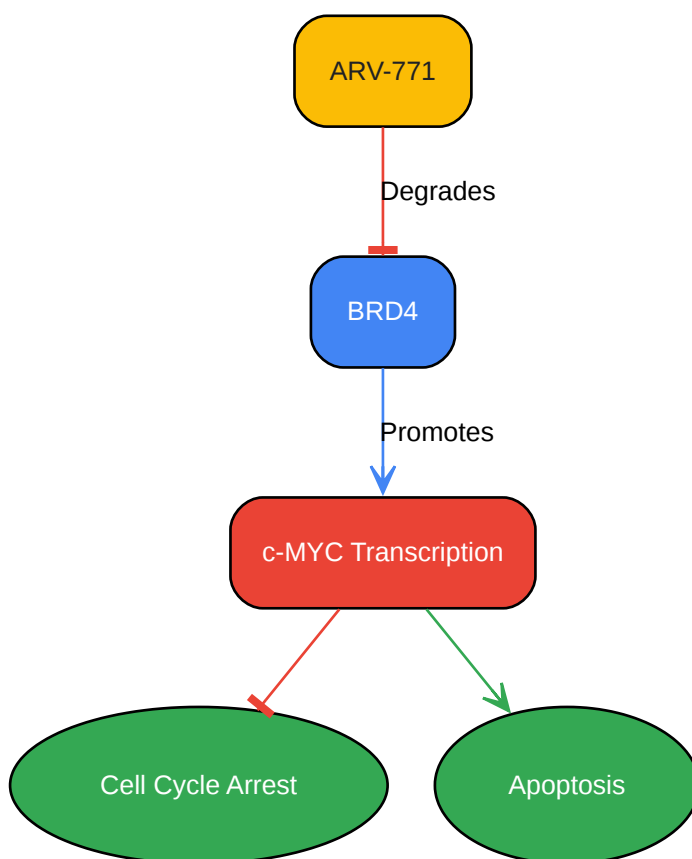 ARV-771
Degrades
BRD4
Promotes
c-MYC Transcription
Cell Cycle Arrest
Apoptosis